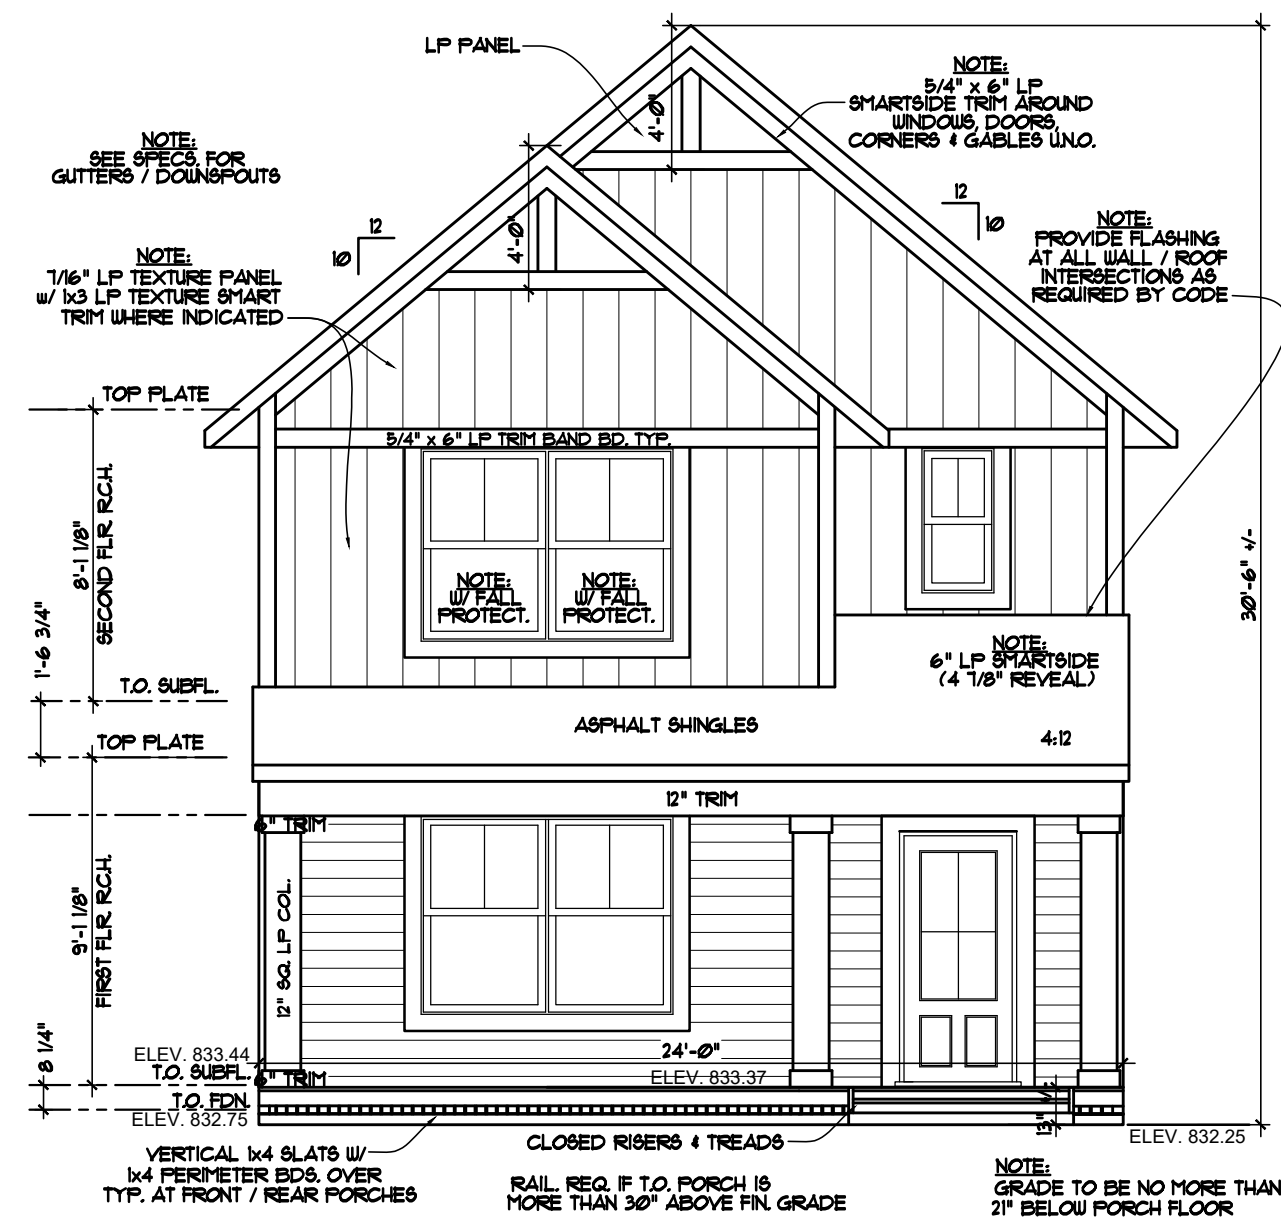 LP PANEL
NOTE:
5/4" x 6" LP
SMARTSIDE TRIM AROUND
WINDOWS, DOORS,
CORNERS & GABLES U.N.O.
4'-0"
NOTE:
SEE SPECS. FOR
GUTTERS / DOWNSPOUTS
12
10
4'-0"
12
10
NOTE:
PROVIDE FLASHING
AT ALL WALL / ROOF
INTERSECTIONS AS
REQUIRED BY CODE
NOTE:
7/16" LP TEXTURE PANEL
w/ 1x3 LP TEXTURE SMART
TRIM WHERE INDICATED
TOP PLATE
5/4" x 6" LP TRIM BAND BD. TYP.
8'-1 1/8"
SECOND FLR R.C.H.
30'-6" +/-
NOTE:
W/ FALL
PROTECT.
NOTE:
W/ FALL
PROTECT.
1'-6 3/4"
NOTE:
6" LP SMARTSIDE
(4 7/8" REVEAL)
T.O. SUBFL.
ASPHALT SHINGLES
4:12
TOP PLATE
12" TRIM
6" TRIM
9'-1 1/8"
FIRST FLR R.C.H.
12" SQ. LP COL.
8 1/4"
24'-0"
ELEV. 833.44
T.O. SUBFL.
6" TRIM
ELEV. 833.37
T.O. FDN.
ELEV. 832.75
13"
ELEV. 832.25
VERTICAL 1x4 SLATS W/
1x4 PERIMETER BDS. OVER
TYP. AT FRONT / REAR PORCHES
CLOSED RISERS & TREADS
RAIL. REQ. IF T.O. PORCH IS
MORE THAN 30" ABOVE FIN. GRADE
NOTE:
GRADE TO BE NO MORE THAN
21" BELOW PORCH FLOOR